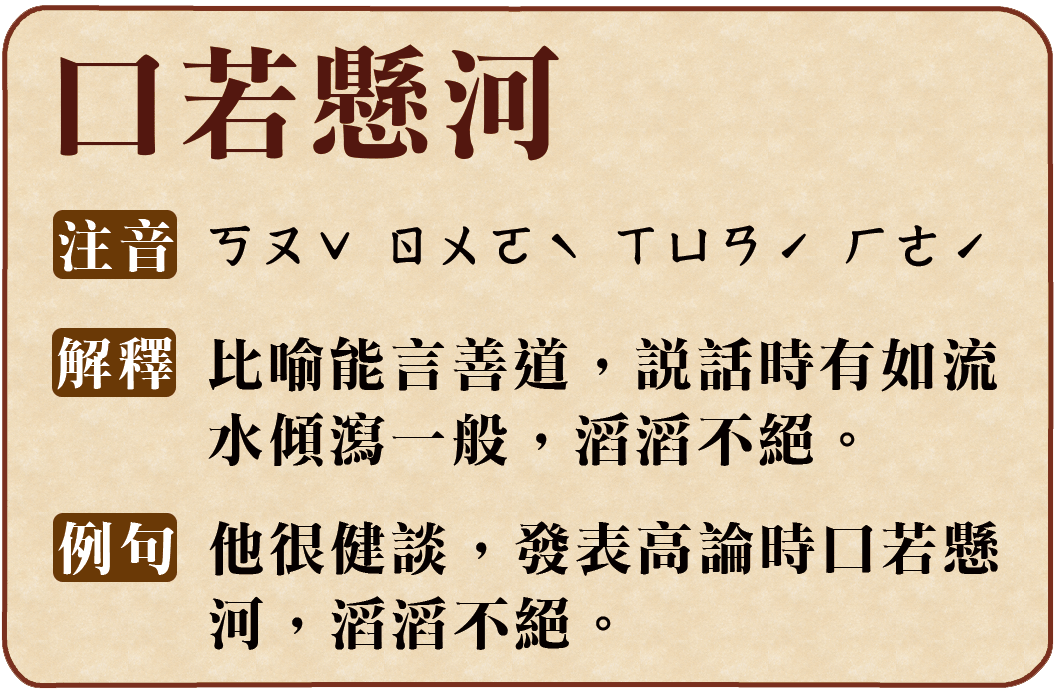 口若懸河
注音 ㄎㄡˇ ㄖㄨㄛˋ ㄒㄩㄢˊ ㄏㄜˊ
解釋 比喻能言善道，説話時有如流
水傾瀉一般，滔滔不絕。
例句 他很健談，發表高論時口若懸
河，滔滔不絕。